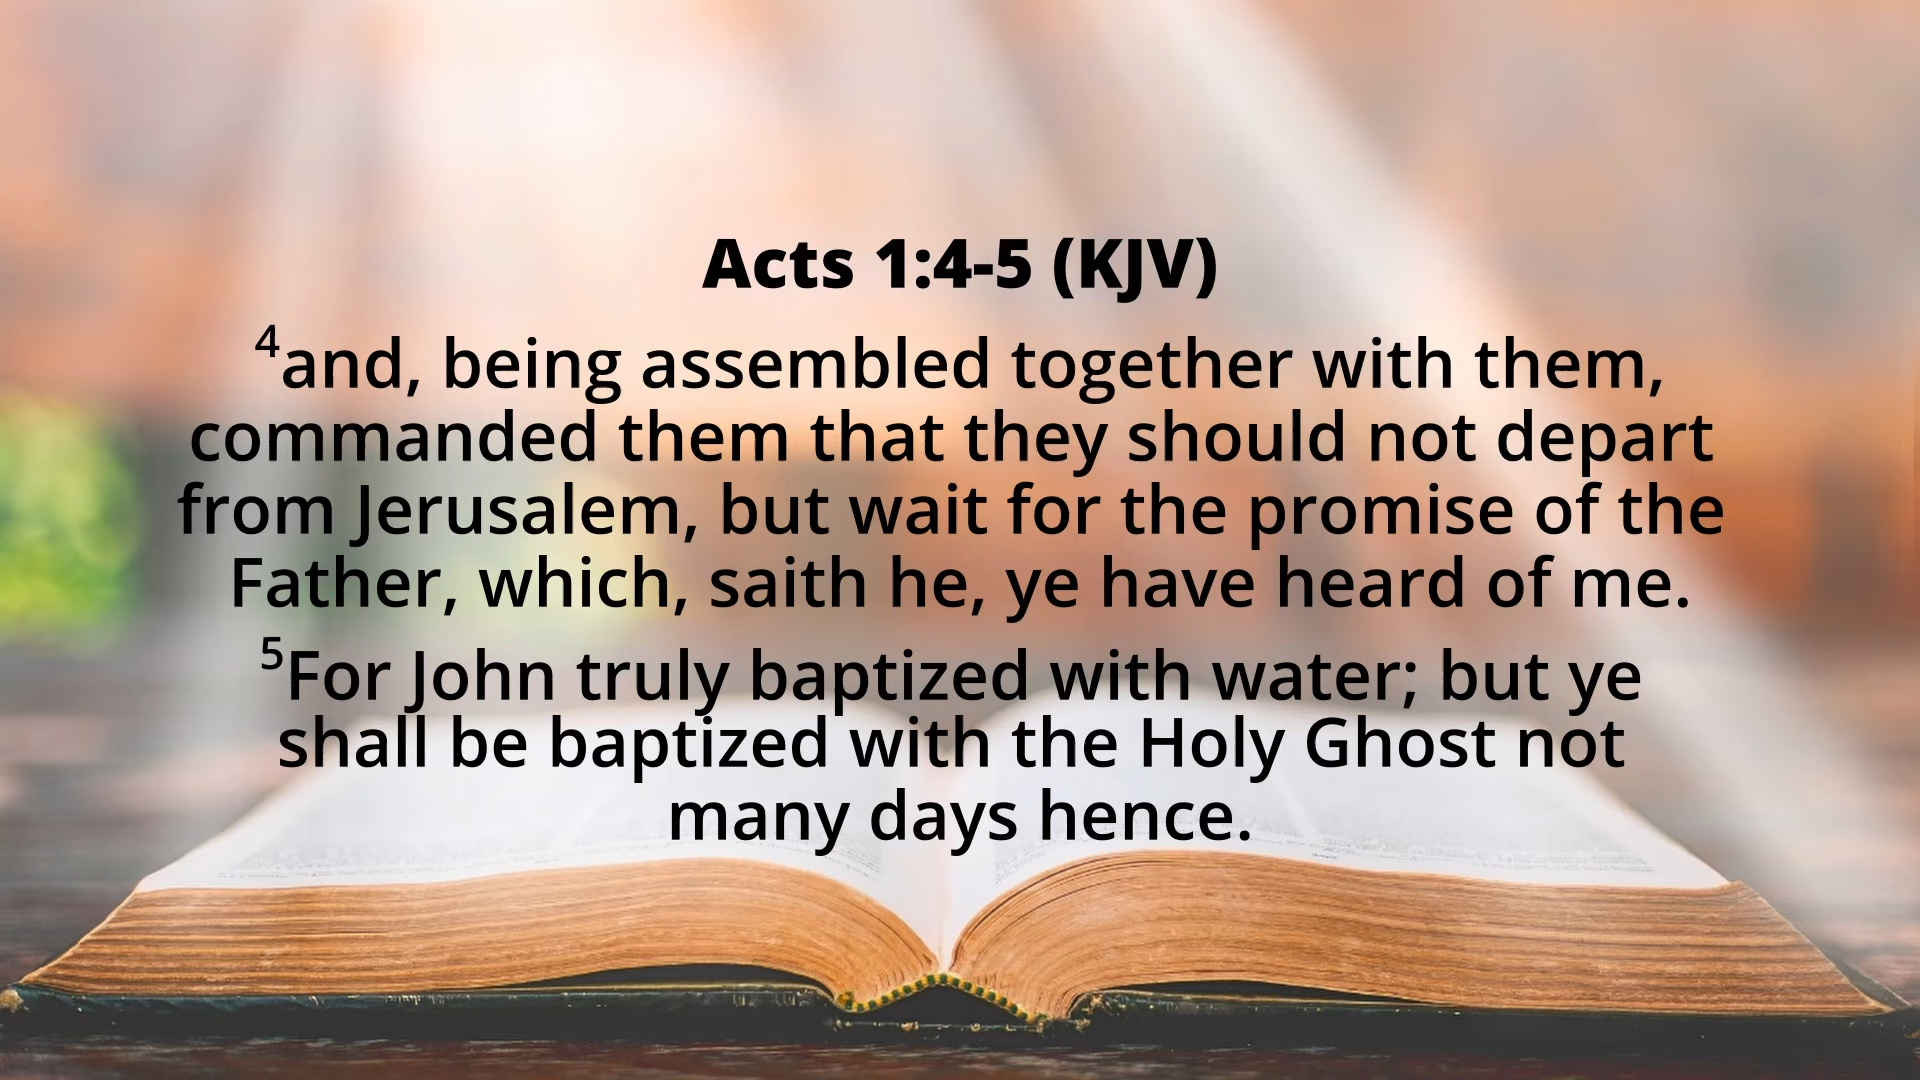 Acts 1:4-5 (KJV)
⁴and, being assembled together with them,
commanded them that they should not depart
from Jerusalem, but wait for the promise of the
Father, which, saith he, ye have heard of me.
⁵For John truly baptized with water; but ye
shall be baptized with the Holy Ghost not
many days hence.